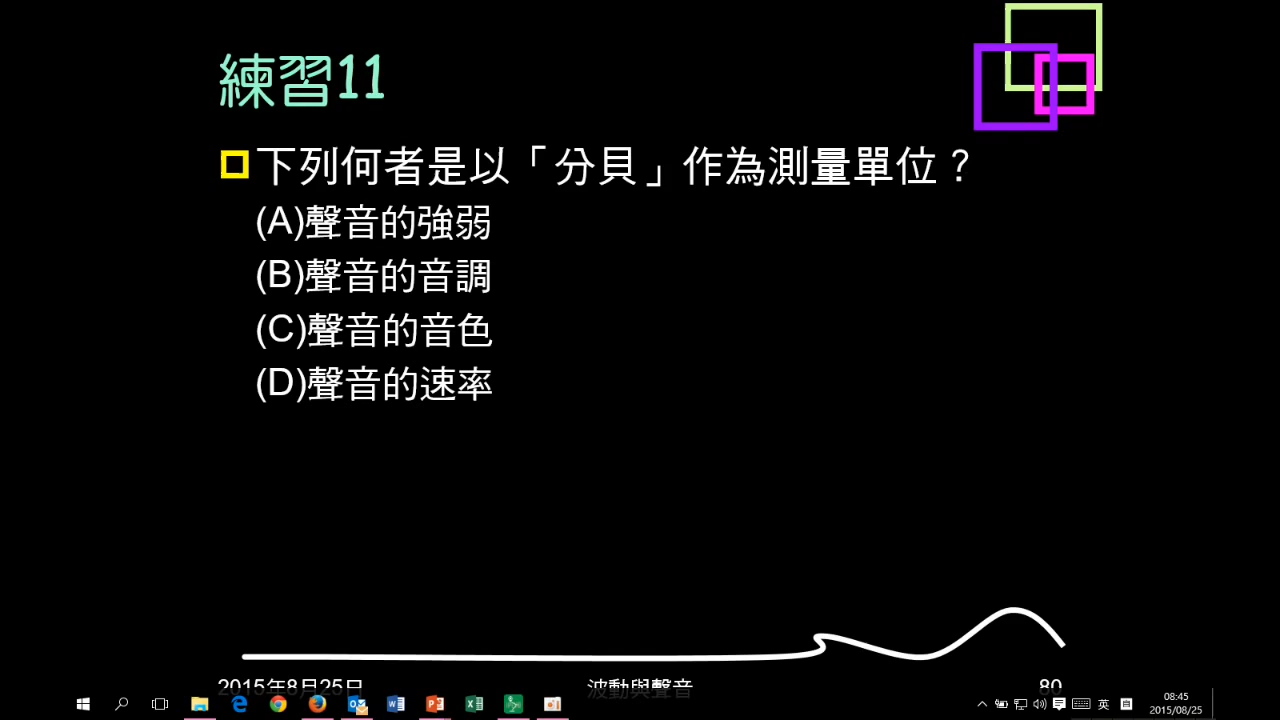 練習11
下列何者是以「分貝」作為測量單位？
(A)聲音的強弱
(B)聲音的音調
(C)聲音的音色
(D)聲音的速率
2015年8月25日
波動與聲音
80
英
08:45
2015/08/25